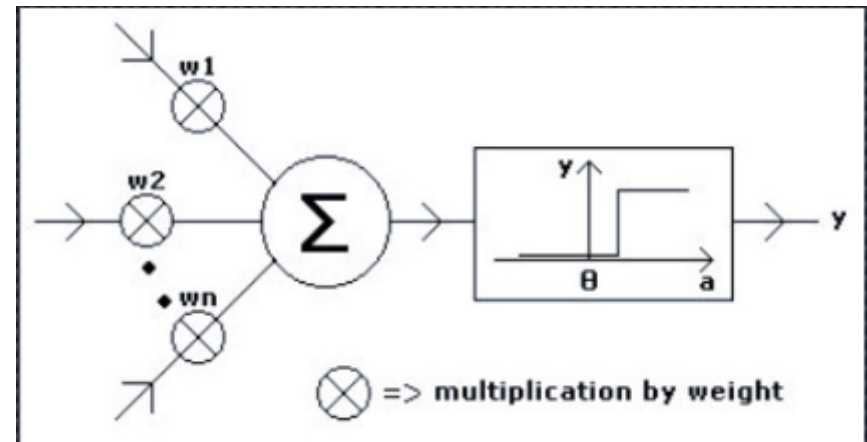 w1
w2
wn
Σ
y
θ
a
y
=> multiplication by weight